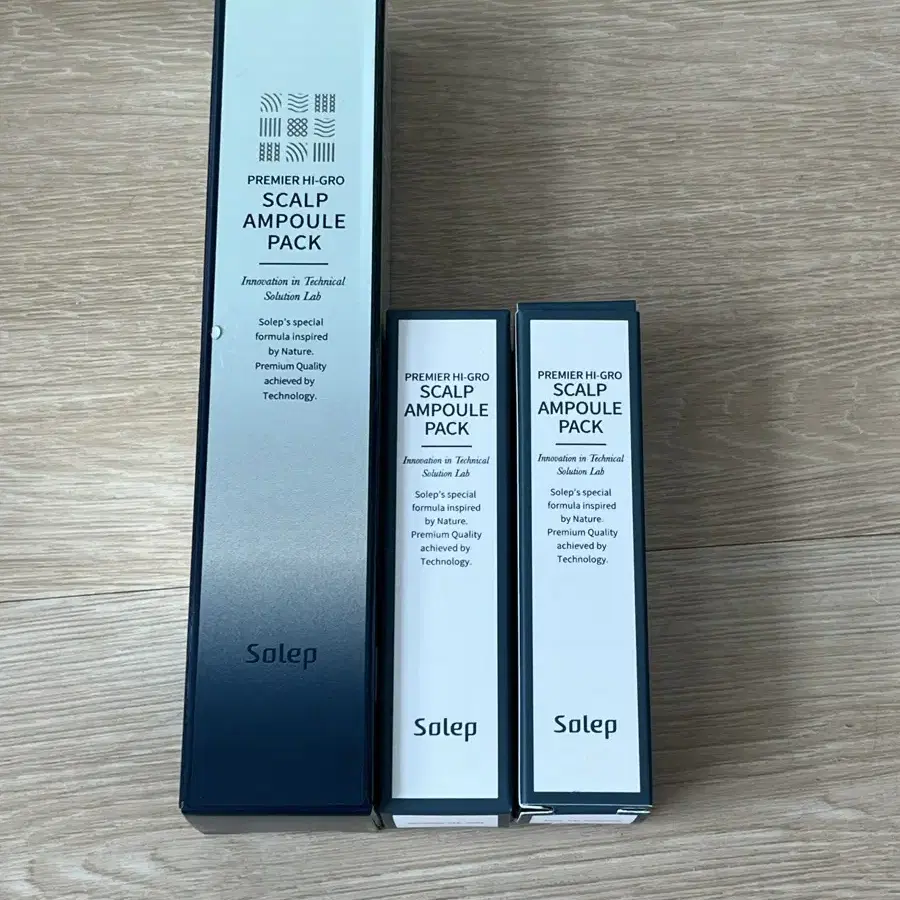 PREMIER HI-GRO
SCALP
AMPOULE
PACK
Innovation in Technical
Solution Lab
Solep's special
formula inspired
by Nature.
Premium Quality
achieved by
Technology.
Solep
PREMIER HI-GRO
SCALP
AMPOULE
PACK
Innovation in Technical
Solution Lab
Solep's special
formula inspired
by Nature.
Premium Quality
achieved by
Technology.
Solep
PREMIER HI-GRO
SCALP
AMPOULE
PACK
Innovation in Technical
Solution Lab
Solep's special
formula inspired
by Nature.
Premium Quality
achieved by
Technology.
Solep